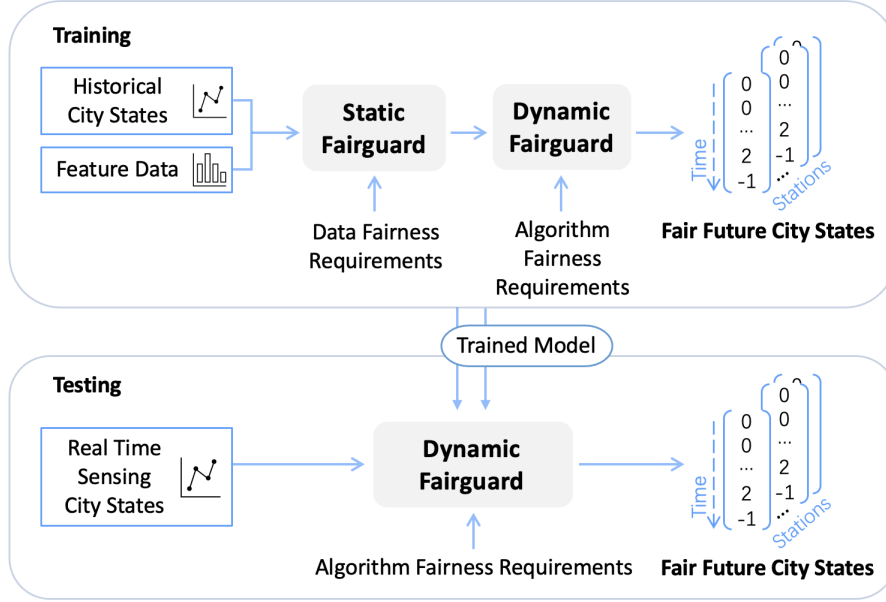 Training
Historical
City States
Feature Data
Static
Fairguard
Dynamic
Fairguard
Data Fairness
Requirements
Algorithm
Fairness
Requirements
Time
0
0
...
2
-1
0
0
...
2
-1
...
Stations
Fair Future City States
Trained Model
Testing
Real Time
Sensing
City States
Dynamic
Fairguard
Algorithm Fairness Requirements
Time
0
0
...
2
-1
0
0
...
2
-1
...
Stations
Fair Future City States